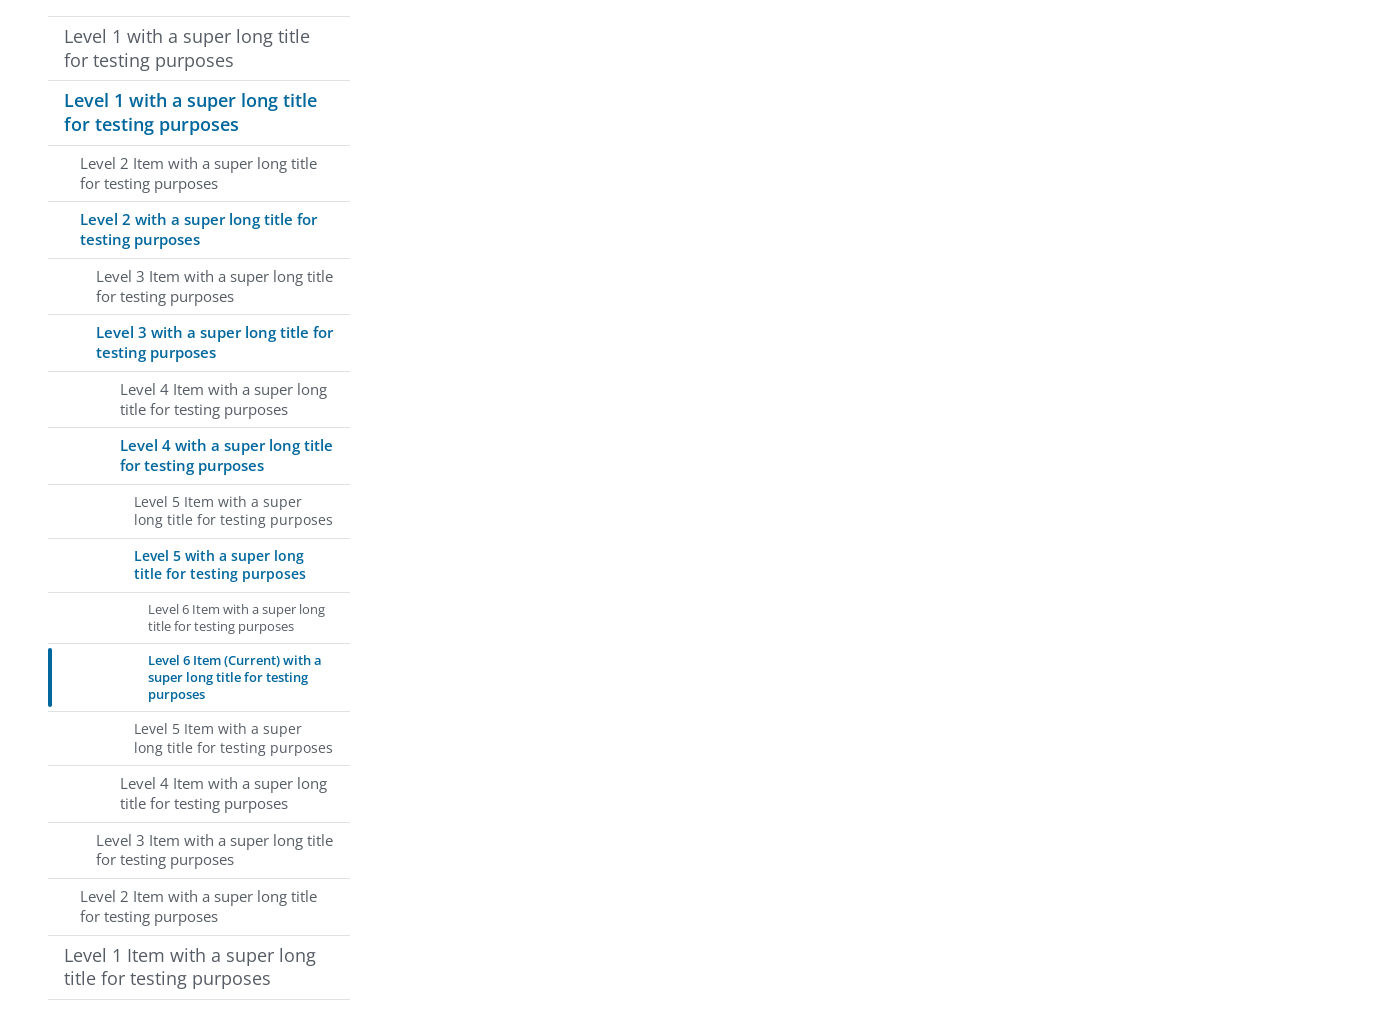 Level 1 with a super long title
for testing purposes
Level 1 with a super long title
for testing purposes
Level 2 Item with a super long title
for testing purposes
Level 2 with a super long title for
testing purposes
Level 3 Item with a super long title
for testing purposes
Level 3 with a super long title for
testing purposes
Level 4 Item with a super long
title for testing purposes
Level 4 with a super long title
for testing purposes
Level 5 Item with a super
long title for testing purposes
Level 5 with a super long
title for testing purposes
Level 6 Item with a super long
title for testing purposes
Level 6 Item (Current) with a
super long title for testing
purposes
Level 5 Item with a super
long title for testing purposes
Level 4 Item with a super long
title for testing purposes
Level 3 Item with a super long title
for testing purposes
Level 2 Item with a super long title
for testing purposes
Level 1 Item with a super long
title for testing purposes